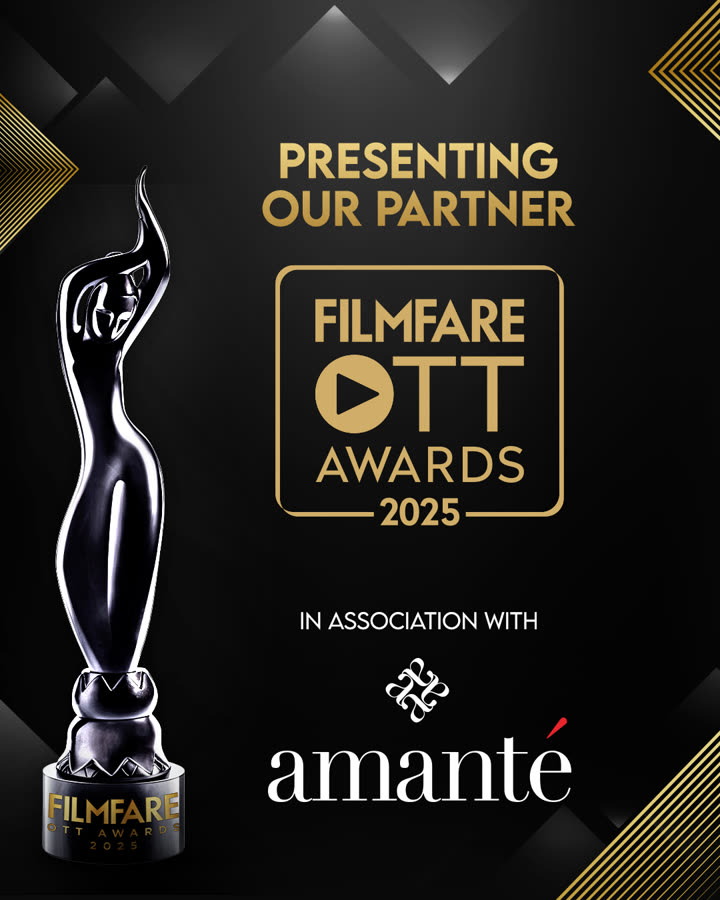 PRESENTING
OUR PARTNER
FILMFARE
OTT
AWARDS
2025
IN ASSOCIATION WITH
amanté
FILMFARE
OTT AWARDS
2025